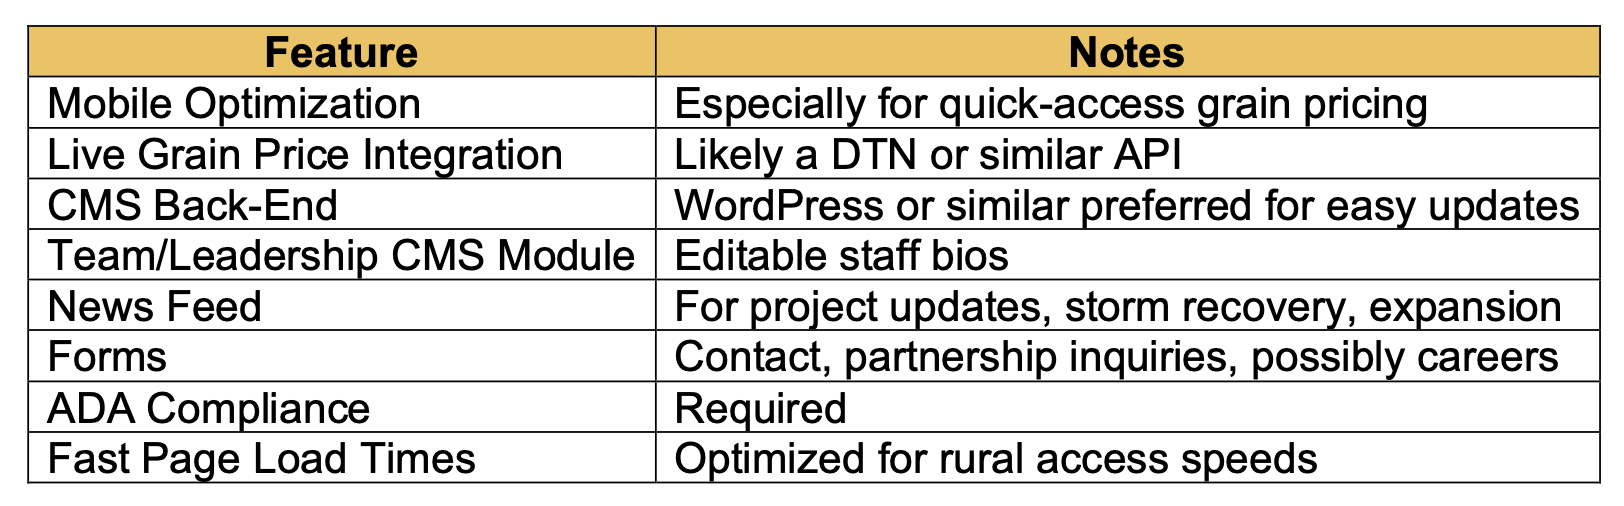 Feature Notes
Mobile Optimization Especially for quick-access grain pricing
Live Grain Price Integration Likely a DTN or similar API
CMS Back-End WordPress or similar preferred for easy updates
Team/Leadership CMS Module Editable staff bios
News Feed For project updates, storm recovery, expansion
Forms Contact, partnership inquiries, possibly careers
ADA Compliance Required
Fast Page Load Times Optimized for rural access speeds